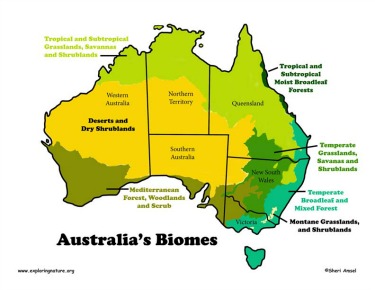 Tropical and Subtropical
Grasslands, Savannas
and Shrublands
Tropical and
Subtropical
Moist Broadleaf
Forests
Western
Australia
Northern
Territory
Queensland
Deserts and
Dry Shrublands
Southern
Australia
Temperate
Grasslands,
Savanas and
Shrublands
New South
Wales
Mediterranean
Forest, Woodlands
and Scrub
Temperate
Broadleaf and
Mixed Forest
Victoria
Montane Grasslands,
and Shrublands
Australia's Biomes
www.exploringnature.org
©Sheri Amsel